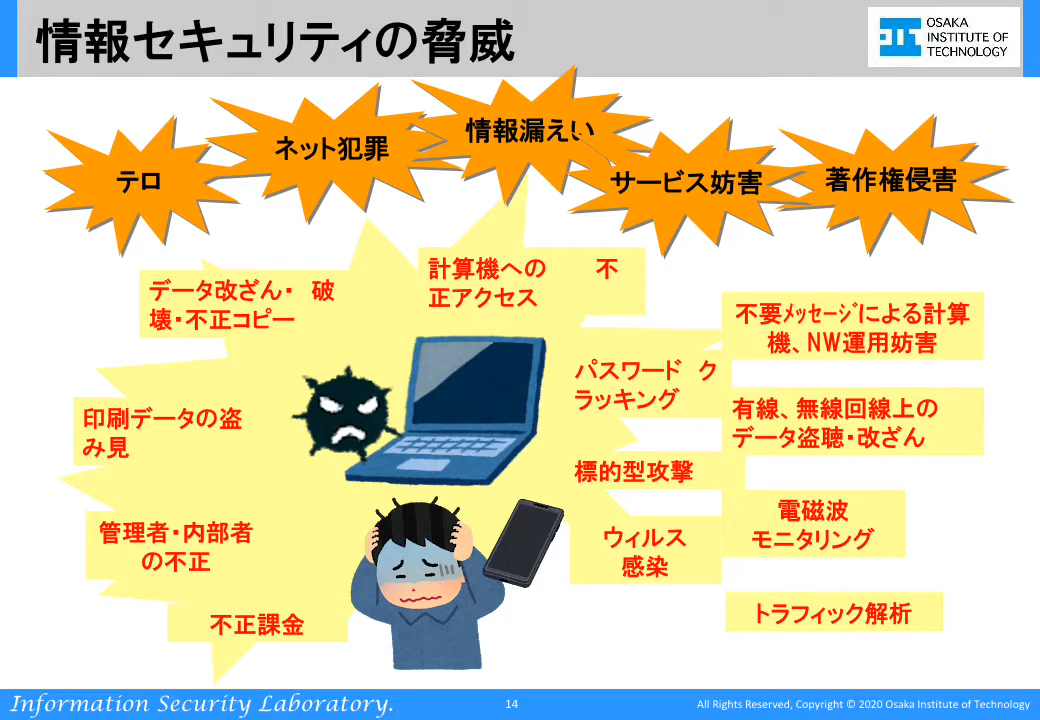 情報セキュリティの脅威
OSAKA
INSTITUTE OF
TECHNOLOGY
テロ
ネット犯罪
情報漏えい
サービス妨害
著作権侵害
データ改ざん・ 破
壊・不正コピー
計算機への 不
正アクセス
不要ﾒｯｾｰｼﾞによる計算
機、NW運用妨害
パスワード ク
ラッキング
有線、無線回線上の
データ盗聴・改ざん
印刷データの盗
み見
標的型攻撃
管理者・内部者
の不正
ウィルス
感染
電磁波
モニタリング
不正課金
トラフィック解析
Information Security Laboratory.
14
All Rights Reserved, Copyright © 2020 Osaka Institute of Technology